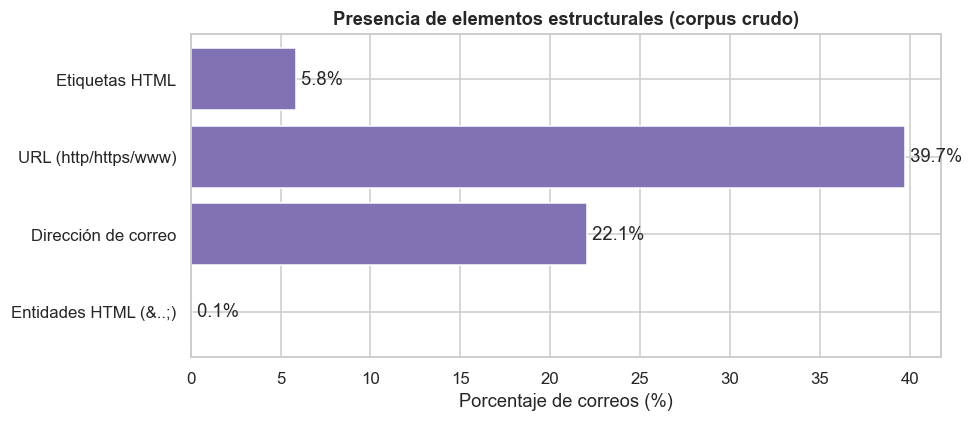 Presencia de elementos estructurales (corpus crudo)
Etiquetas HTML 5.8%
URL (http/https/www) 39.7%
Dirección de correo 22.1%
Entidades HTML (&..;) 0.1%
0 5 10 15 20 25 30 35 40
Porcentaje de correos (%)